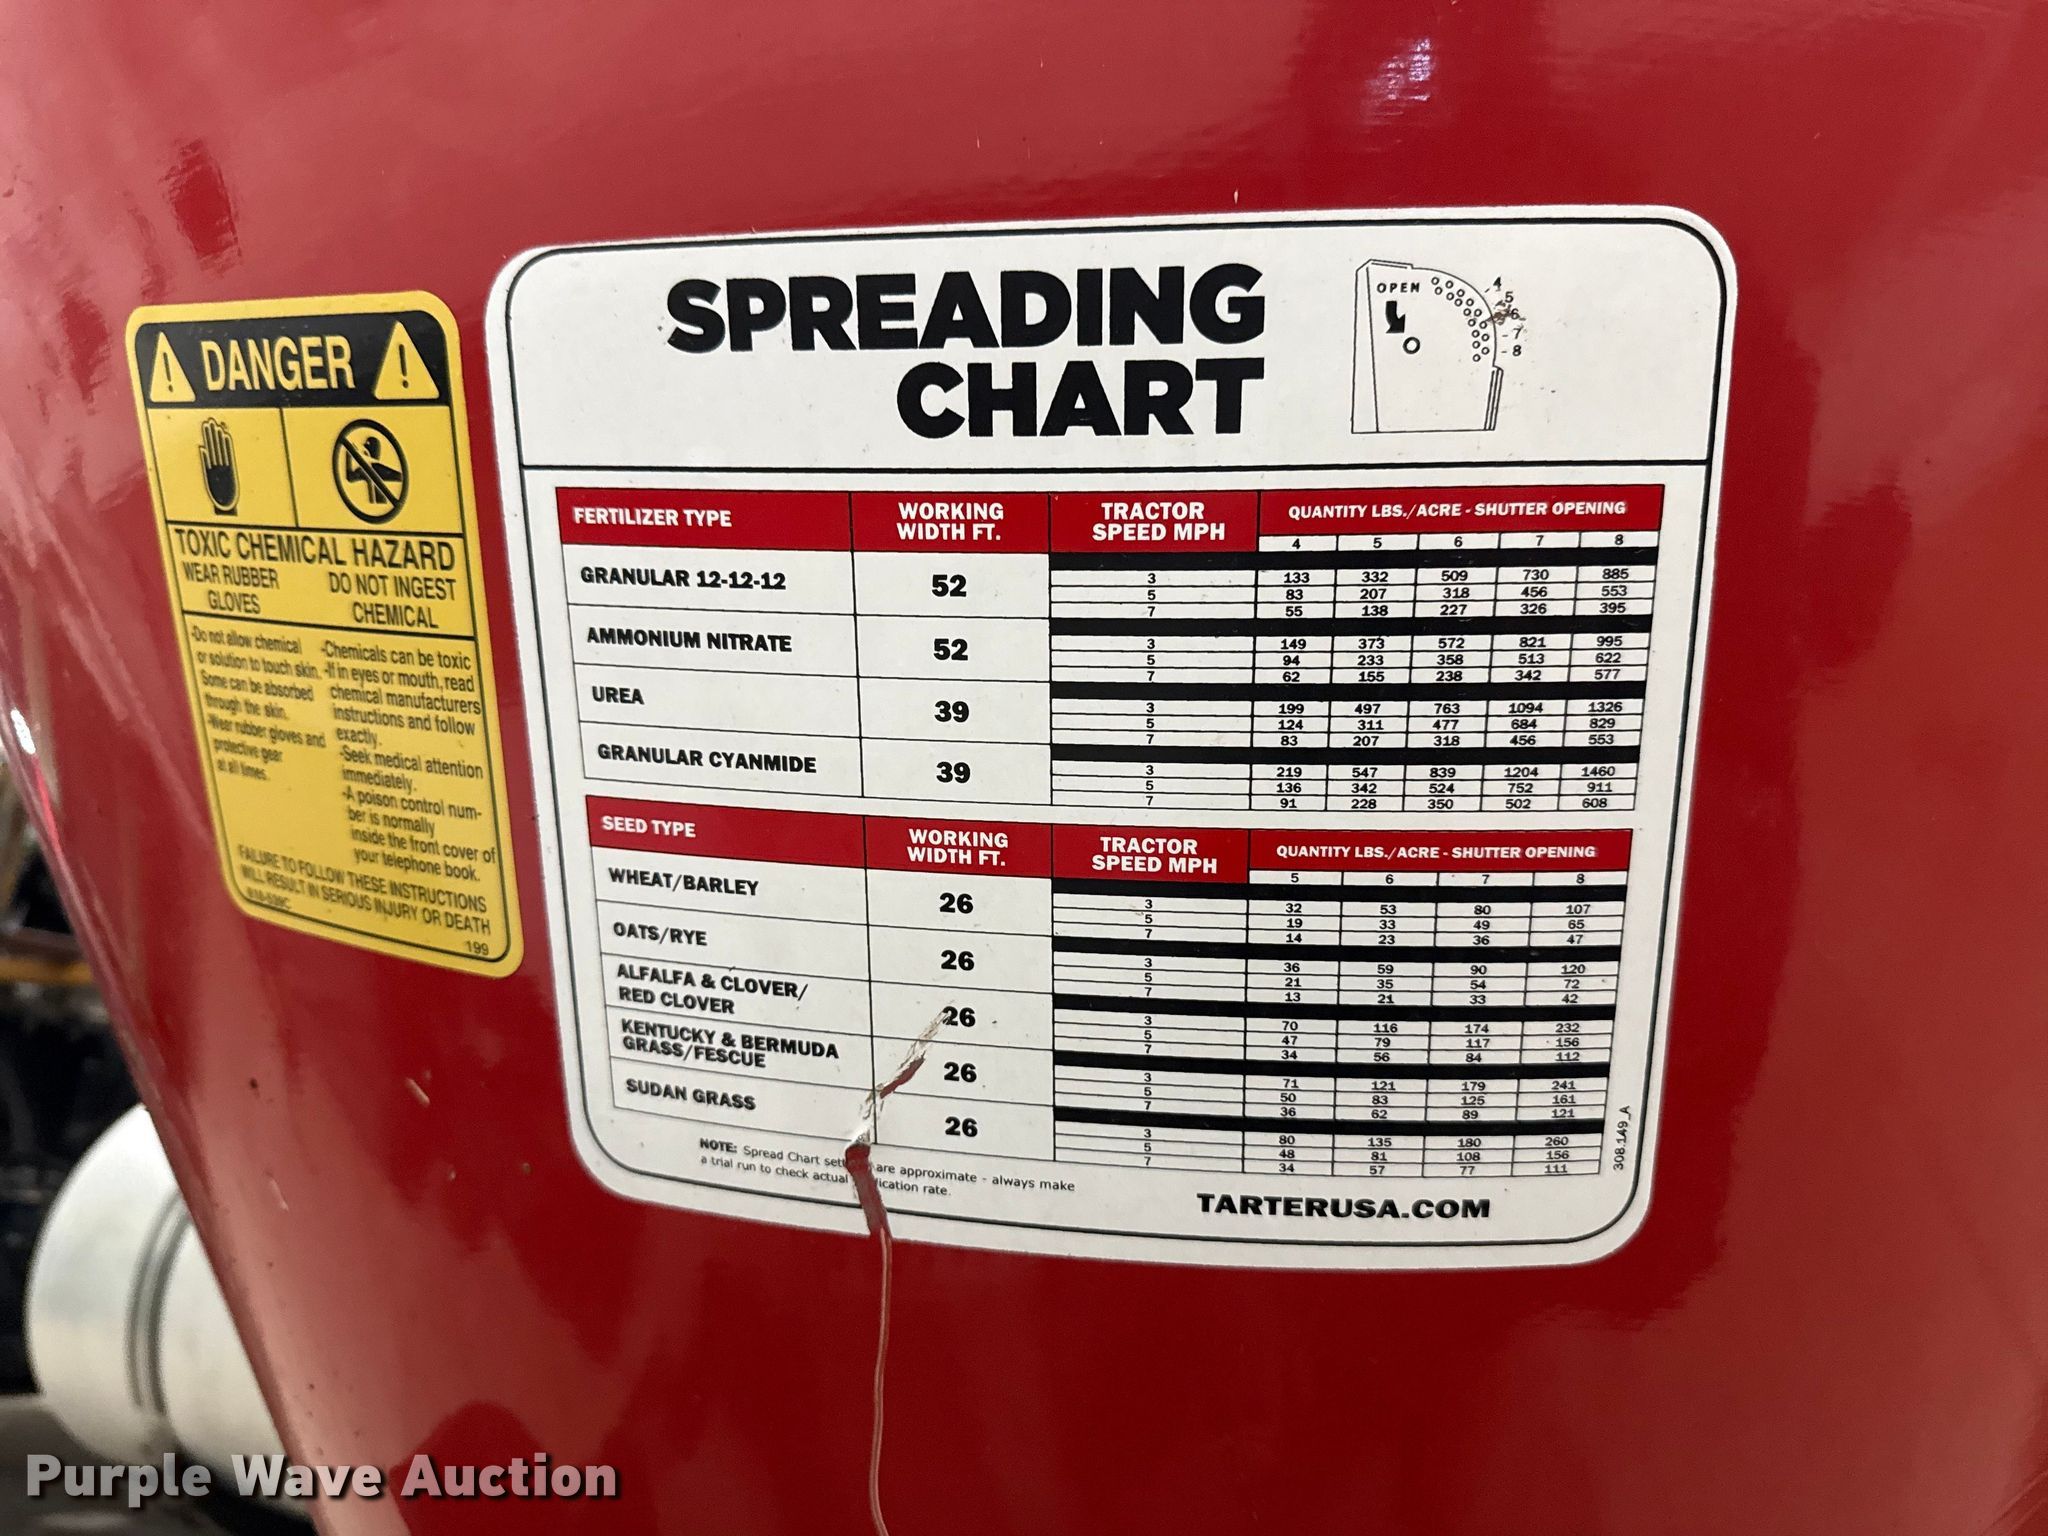 DANGER
TOXIC CHEMICAL HAZARD
WEAR RUBBER GLOVES
DO NOT INGEST CHEMICAL
-Do not allow chemical
or solution to touch skin.
Some can be absorbed
through the skin.
-Wear rubber gloves and
protective gear
at all times.
-Chemicals can be toxic
-If in eyes or mouth, read
chemical manufacturers
instructions and follow
exactly.
-Seek medical attention
immediately.
-A poison control num-
ber is normally
inside the front cover of
your telephone book.
FAILURE TO FOLLOW THESE INSTRUCTIONS
WILL RESULT IN SERIOUS INJURY OR DEATH
199
SPREADING
CHART
OPEN
4
5
6
7
8
FERTILIZER TYPE WORKING WIDTH FT. TRACTOR SPEED MPH QUANTITY LBS./ACRE - SHUTTER OPENING
4 5 6 7 8
GRANULAR 12-12-12 52
3 133 332 509 730 885
5 83 207 318 456 553
7 55 138 227 326 395
AMMONIUM NITRATE 52
3 149 373 572 821 995
5 94 233 358 513 622
7 62 155 238 342 577
UREA 39
3 199 497 763 1094 1326
5 124 311 477 684 829
7 83 207 318 456 553
GRANULAR CYANMIDE 39
3 219 547 839 1204 1460
5 136 342 524 752 911
7 91 228 350 502 608
SEED TYPE WORKING WIDTH FT. TRACTOR SPEED MPH QUANTITY LBS./ACRE - SHUTTER OPENING
5 6 7 8
WHEAT/BARLEY 26
3 32 53 80 107
5 19 33 49 65
7 14 23 36 47
OATS/RYE 26
3 36 59 90 120
5 21 35 54 72
7 13 21 33 42
ALFALFA & CLOVER/
RED CLOVER 26
3 70 116 174 232
5 47 79 117 156
7 34 56 84 112
KENTUCKY & BERMUDA
GRASS/FESCUE 26
3 71 121 179 241
5 50 83 125 161
7 36 62 89 121
SUDAN GRASS 26
3 80 135 180 260
5 48 81 108 156
7 34 57 77 111
NOTE: Spread Chart are approximate - always make
a trial run to check actual rate.
TARTERUSA.COM
308.149_A
Purple Wave Auction